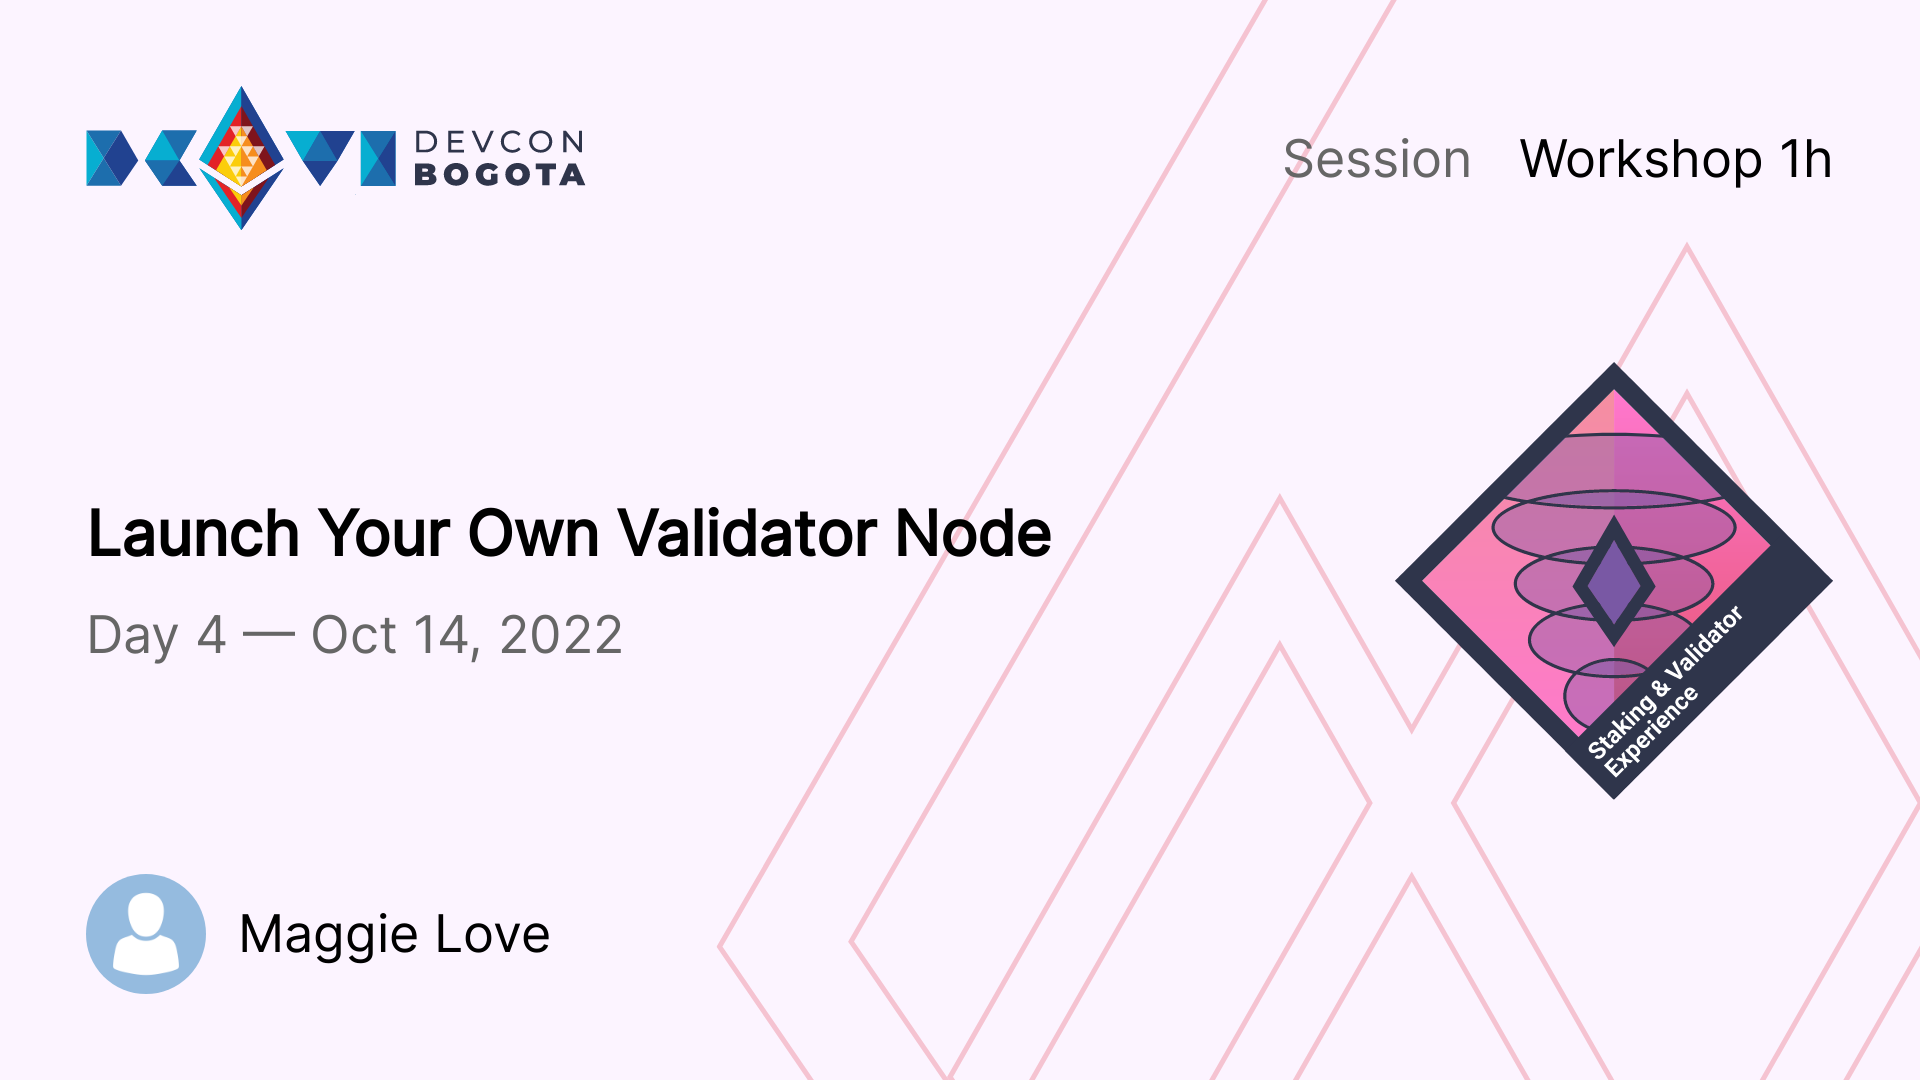 DEVCON
BOGOTA
Session Workshop 1h
Launch Your Own Validator Node
Day 4 — Oct 14, 2022
Staking & Validator
Experience
Maggie Love